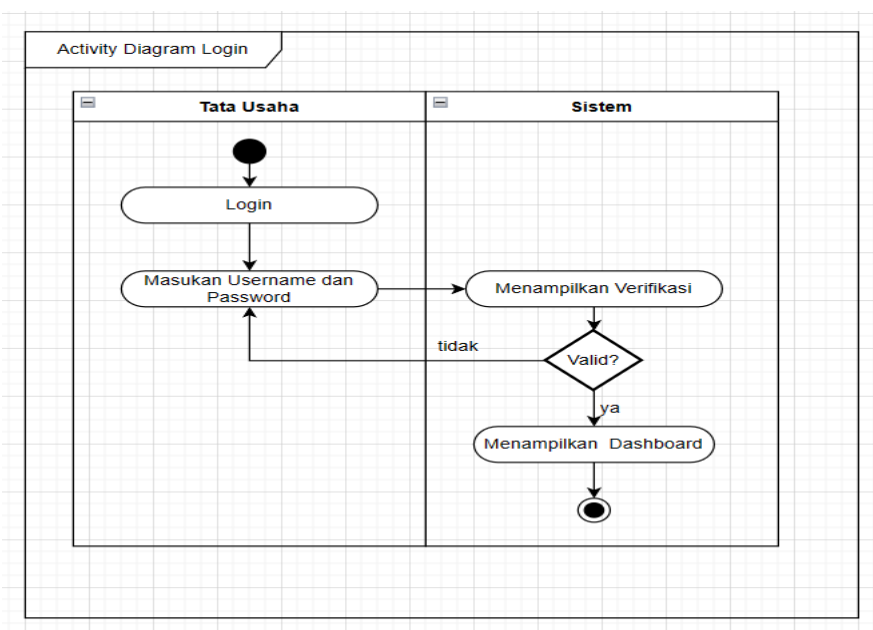 Activity Diagram Login
Tata Usaha
Sistem
Login
Masukan Username dan
Password
Menampilkan Verifikasi
tidak
Valid?
ya
Menampilkan Dashboard